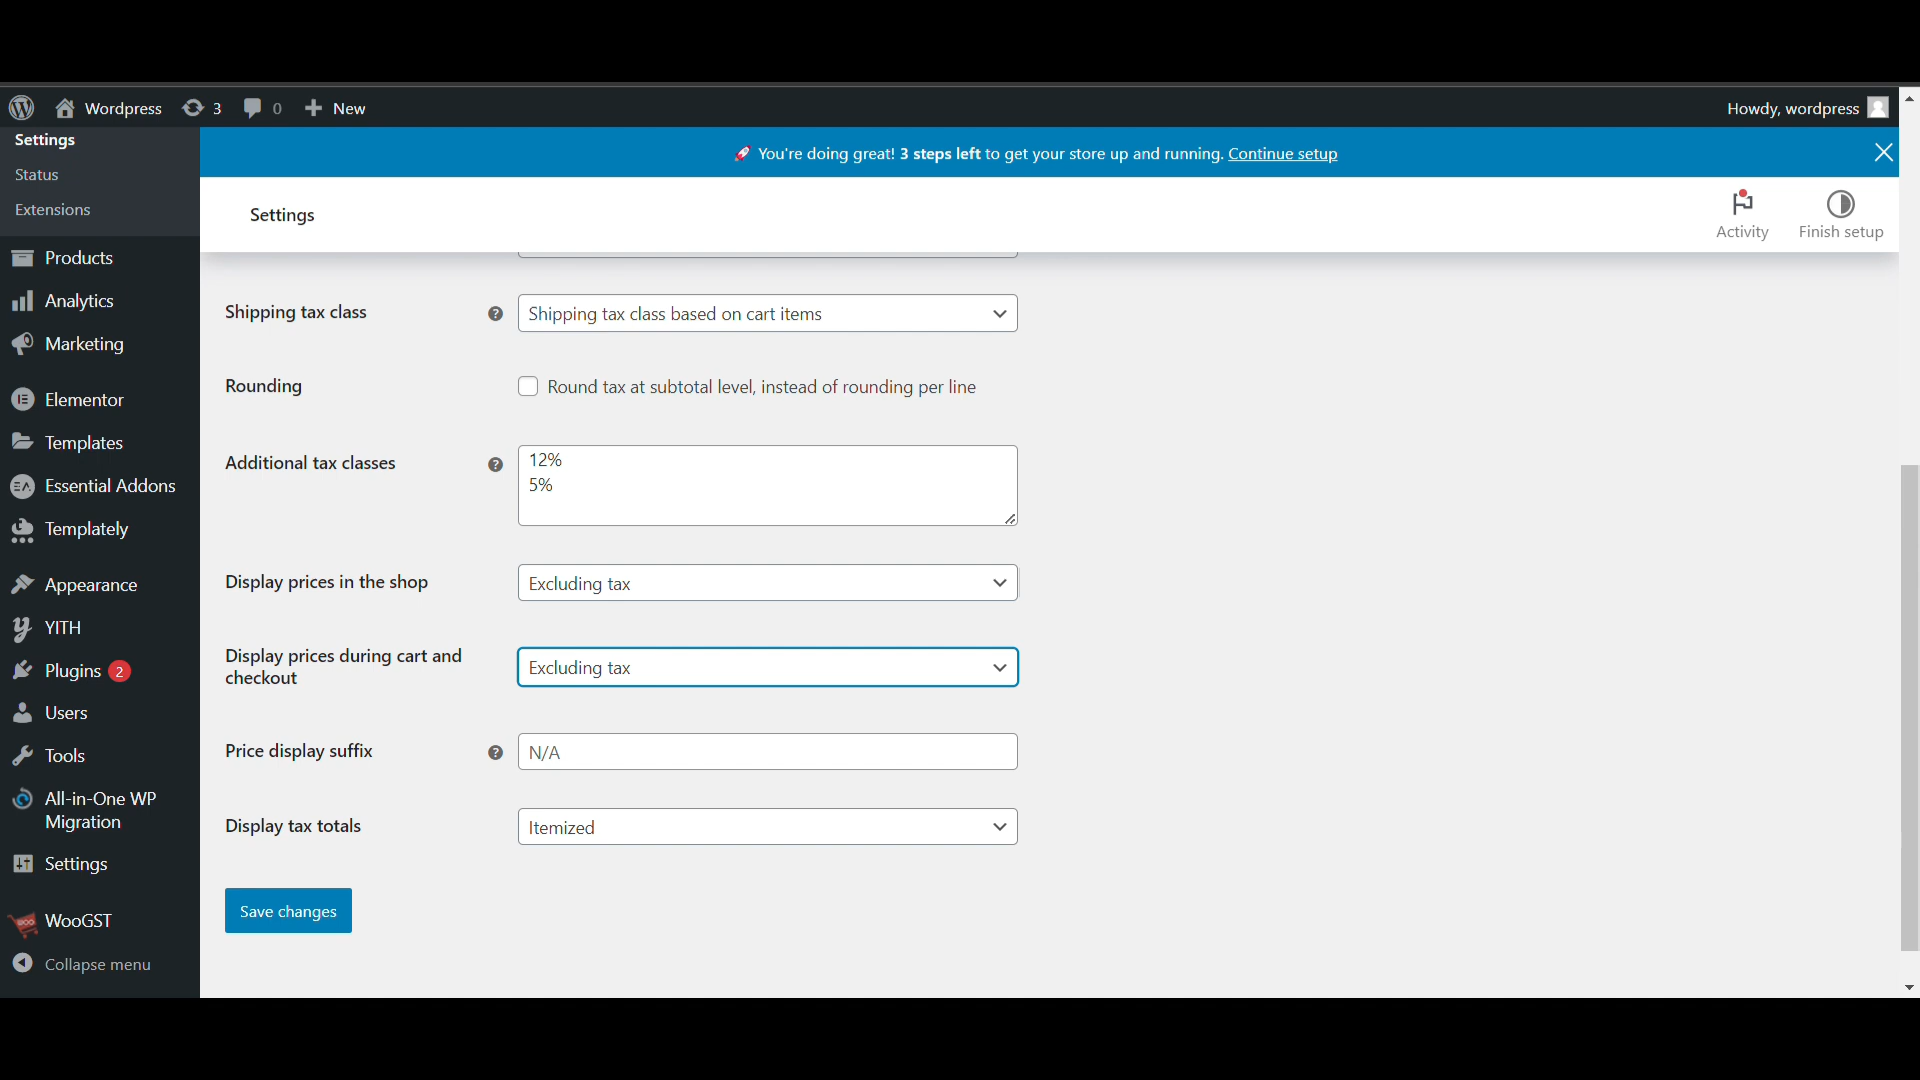 Wordpress 3 0 New Howdy, wordpress
Settings
Status
Extensions
Products
Analytics
Marketing
Elementor
Templates
Essential Addons
Templately
Appearance
YITH
Plugins 2
Users
Tools
All-in-One WP
Migration
Settings
WooGST
Collapse menu
🚀 You're doing great! 3 steps left to get your store up and running. Continue setup
Settings
Activity
Finish setup
Shipping tax class ? Shipping tax class based on cart items
Rounding Round tax at subtotal level, instead of rounding per line
Additional tax classes ? 12%
5%
Display prices in the shop Excluding tax
Display prices during cart and
checkout
Excluding tax
Price display suffix ? N/A
Display tax totals Itemized
Save changes